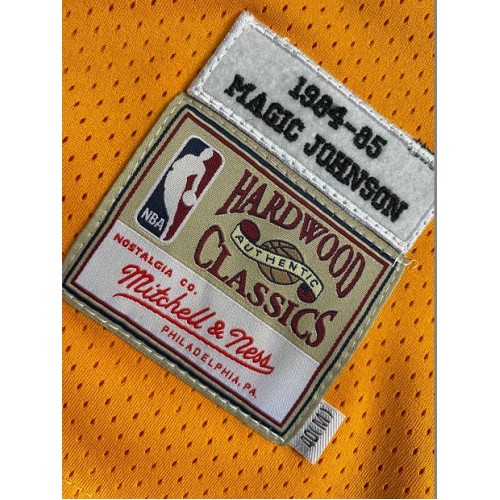 1984-85
MAGIC JOHNSON
NBA
HARDWOOD
AUTHENTIC
CLASSICS
NOSTALGIA CO.
Mitchell & Ness
PHILADELPHIA, PA.